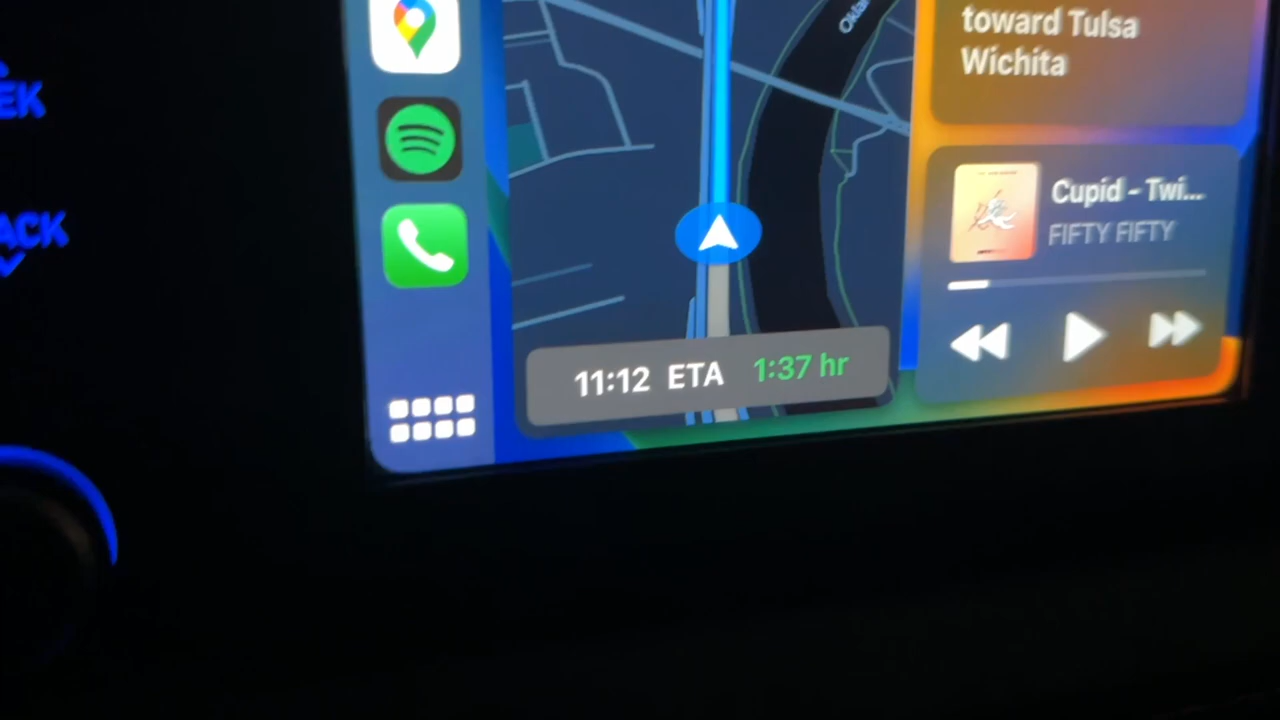 toward Tulsa
Wichita
Cupid - Twi...
FIFTY FIFTY
11:12 ETA 1:37 hr